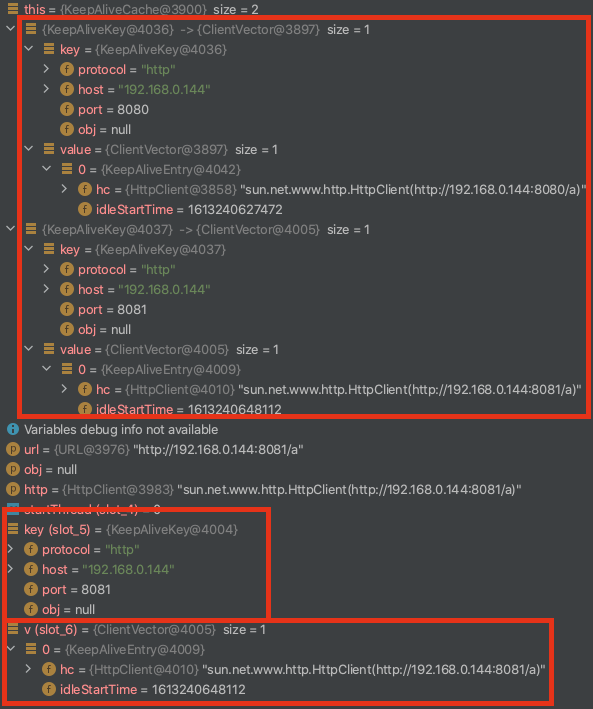 this = {KeepAliveCache@3900} size = 2
{KeepAliveKey@4036} -> {ClientVector@3897} size = 1
key = {KeepAliveKey@4036}
f protocol = "http"
f host = "192.168.0.144"
f port = 8080
f obj = null
value = {ClientVector@3897} size = 1
0 = {KeepAliveEntry@4042}
f hc = {HttpClient@3858} "sun.net.www.http.HttpClient(http://192.168.0.144:8080/a)"
f idleStartTime = 1613240627472
{KeepAliveKey@4037} -> {ClientVector@4005} size = 1
key = {KeepAliveKey@4037}
f protocol = "http"
f host = "192.168.0.144"
f port = 8081
f obj = null
value = {ClientVector@4005} size = 1
0 = {KeepAliveEntry@4009}
f hc = {HttpClient@4010} "sun.net.www.http.HttpClient(http://192.168.0.144:8081/a)"
f idleStartTime = 1613240648112
i Variables debug info not available
p url = {URL@3976} "http://192.168.0.144:8081/a"
p obj = null
p http = {HttpClient@3983} "sun.net.www.http.HttpClient(http://192.168.0.144:8081/a)"
startThread (slot_4) = 0
key (slot_5) = {KeepAliveKey@4004}
f protocol = "http"
f host = "192.168.0.144"
f port = 8081
f obj = null
v (slot_6) = {ClientVector@4005} size = 1
0 = {KeepAliveEntry@4009}
f hc = {HttpClient@4010} "sun.net.www.http.HttpClient(http://192.168.0.144:8081/a)"
f idleStartTime = 1613240648112